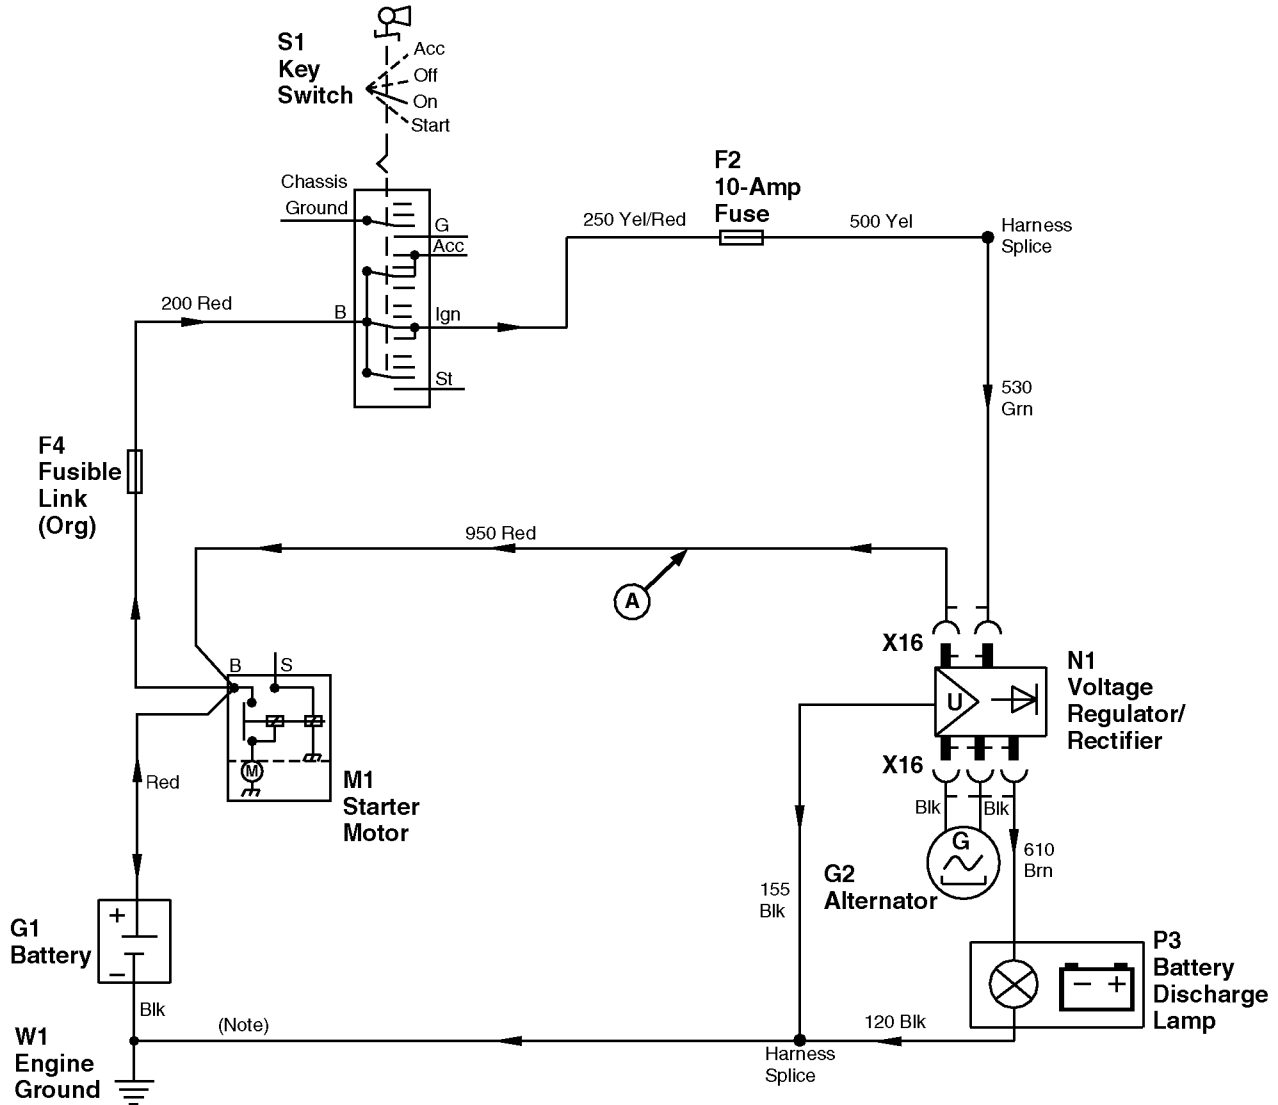 S1
Key
Switch
Acc
Off
On
Start
Chassis
Ground
G
Acc
B
Ign
St
200 Red
250 Yel/Red
F2
10-Amp
Fuse
500 Yel
Harness
Splice
530
Grn
F4
Fusible
Link
(Org)
950 Red
A
B
S
M
M1
Starter
Motor
Red
X16
U
N1
Voltage
Regulator/
Rectifier
X16
Blk
Blk
G
G2
Alternator
610
Brn
155
Blk
G1
Battery
+
−
Blk
P3
Battery
Discharge
Lamp
− +
W1
Engine
Ground
(Note)
120 Blk
Harness
Splice